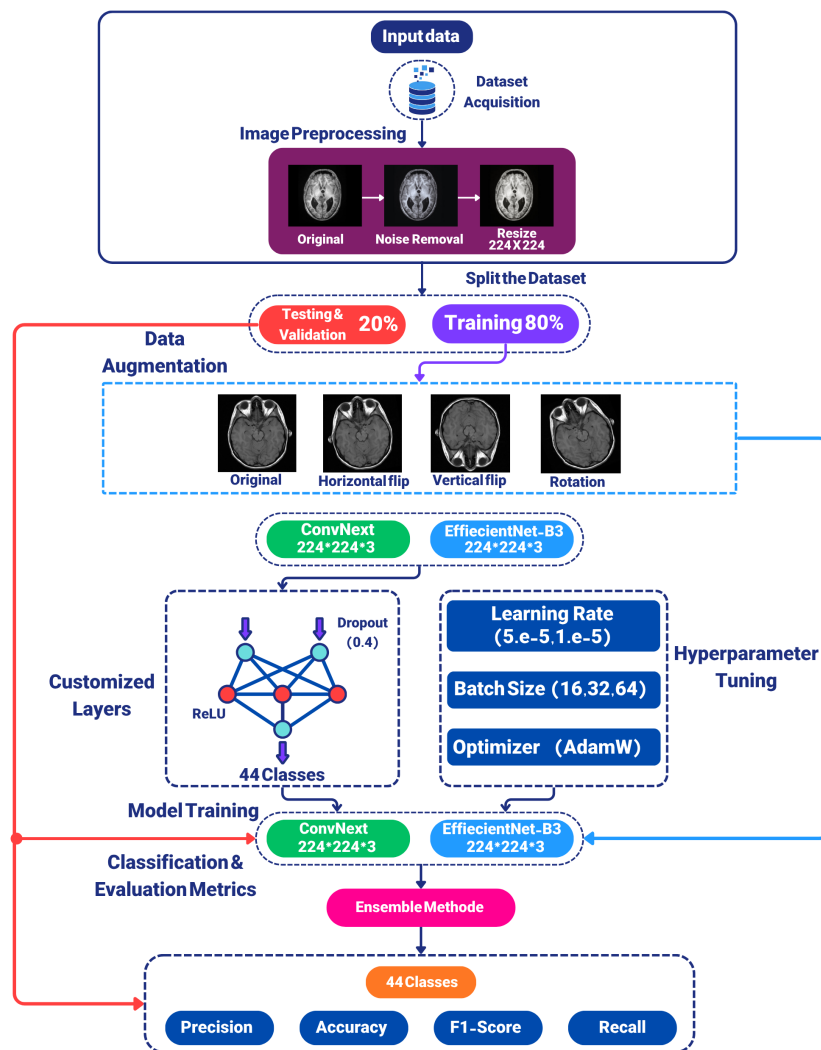 Input data
Dataset
Acquisition
Image Preprocessing
Original
Noise Removal
Resize
224X224
Split the Dataset
Testing &
Validation
20%
Training 80%
Data
Augmentation
Original
Horizontal flip
Vertical flip
Rotation
ConvNext
224*224*3
EffiecientNet-B3
224*224*3
Dropout
(0.4)
ReLU
44 Classes
Customized
Layers
Learning Rate
(5.e-5,1.e-5)
Batch Size (16,32,64)
Optimizer (AdamW)
Hyperparameter
Tuning
Model Training
ConvNext
224*224*3
EffiecientNet-B3
224*224*3
Classification &
Evaluation Metrics
Ensemble Methode
44 Classes
Precision
Accuracy
F1-Score
Recall